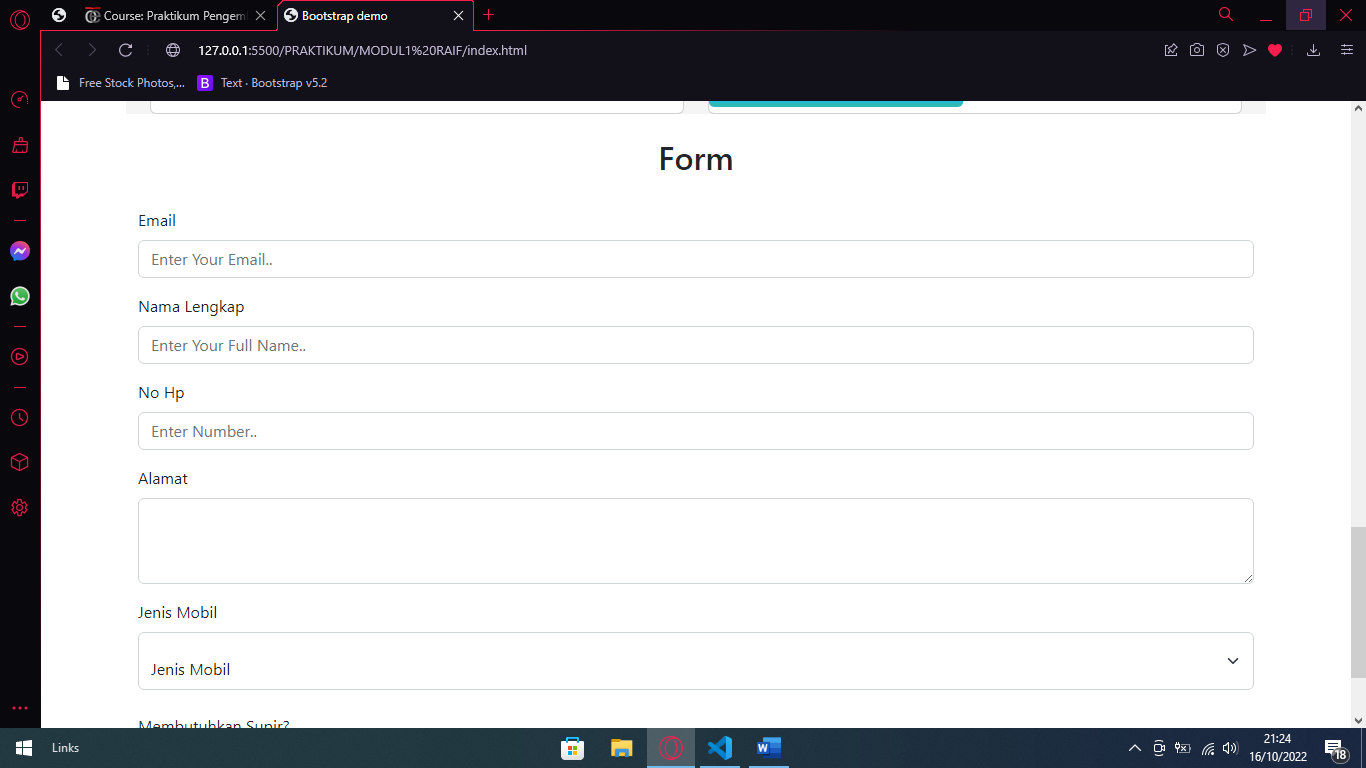 Course: Praktikum Pengem
Bootstrap demo
127.0.0.1:5500/PRAKTIKUM/MODUL1%20RAIF/index.html
Free Stock Photos,...
B Text · Bootstrap v5.2
Form
Email
Enter Your Email..
Nama Lengkap
Enter Your Full Name..
No Hp
Enter Number..
Alamat
Jenis Mobil
Jenis Mobil
Membutuhkan Supir?
Links
W
21:24
16/10/2022
18